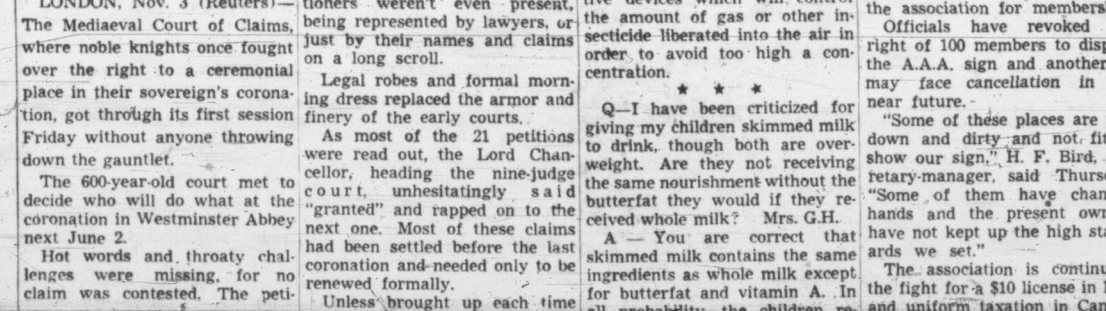 LONDON, Nov. 3 (Reuters)—
The Mediaeval Court of Claims,
where noble knights once fought
over the right to a ceremonial
place in their sovereign's corona-
tion, got through its first session
Friday without anyone throwing
down the gauntlet.
The 600-year-old court met to
decide who will do what at the
coronation in Westminster Abbey
next June 2.
Hot words and throaty chal-
lenges were missing, for no
claim was contested. The peti-
tioners weren't even present,
being represented by lawyers, or
just by their names and claims
on a long scroll.
Legal robes and formal morn-
ing dress replaced the armor and
finery of the early courts.
As most of the 21 petitions
were read out, the Lord Chan-
cellor, heading the nine-judge
court, unhesitatingly said
"granted" and rapped on to the
next one. Most of these claims
had been settled before the last
coronation and needed only to be
renewed formally.
Unless brought up each time
devices which will control
the amount of gas or other in-
secticide liberated into the air in
order to avoid too high a con-
centration.
★ ★ ★
Q—I have been criticized for
giving my children skimmed milk
to drink, though both are over-
weight. Are they not receiving
the same nourishment without the
butterfat they would if they re-
ceived whole milk? Mrs. G.H.
A — You are correct that
skimmed milk contains the same
ingredients as whole milk except
for butterfat and vitamin A. In
all probability, the children re-
the association for members
Officials have revoked
right of 100 members to disp
the A.A.A. sign and another
may face cancellation in
near future.
"Some of these places are
down and dirty and not fit
show our sign," H. F. Bird,
retary-manager, said Thurs
"Some of them have chan
hands and the present own
have not kept up the high sta
ards we set."
The association is continu
the fight for a $10 license in
and uniform taxation in Can